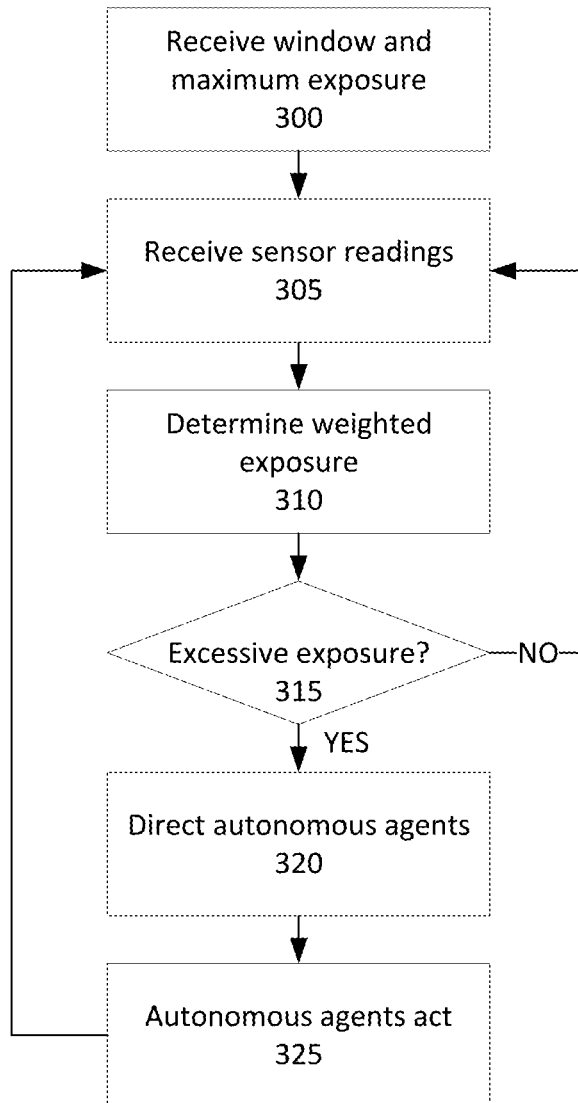 Receive window and
maximum exposure
300
Receive sensor readings
305
Determine weighted
exposure
310
Excessive exposure?
315
NO
YES
Direct autonomous agents
320
Autonomous agents act
325